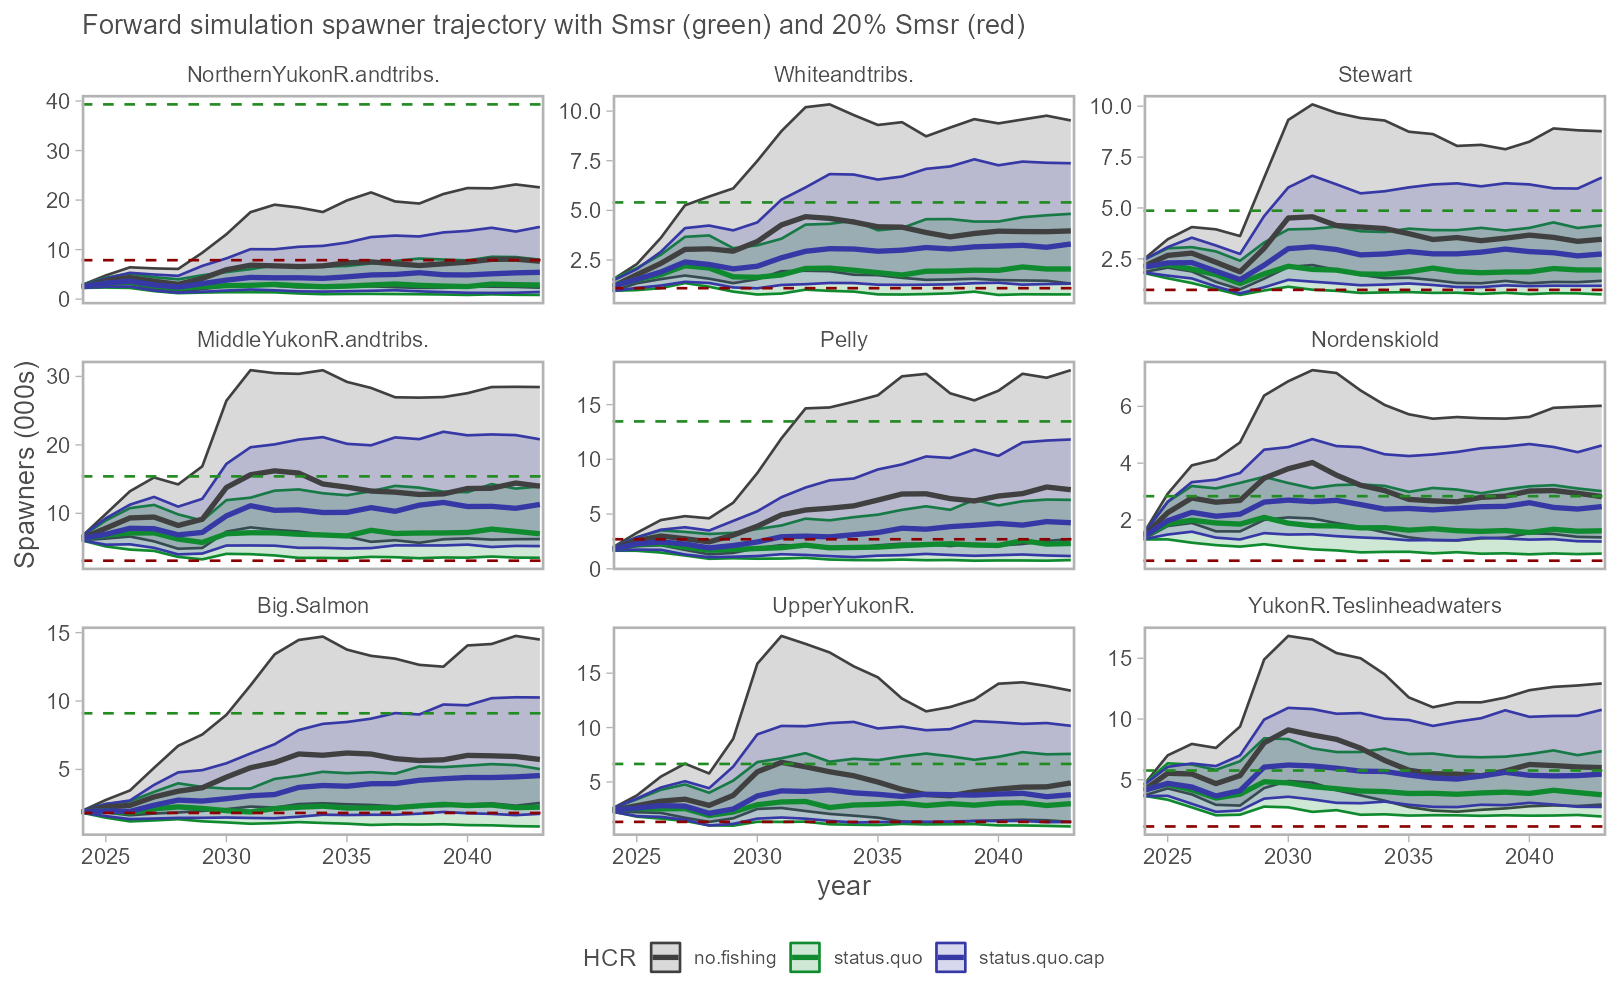 Forward simulation spawner trajectory with Smsr (green) and 20% Smsr (red)
NorthernYukonR.andtribs.
Whiteandtribs.
Stewart
40
30
20
10
0
10.0
7.5
5.0
2.5
10.0
7.5
5.0
2.5
MiddleYukonR.andtribs.
Pelly
Nordenskiold
Spawners (000s)
30
20
10
15
10
5
0
6
4
2
Big.Salmon
UpperYukonR.
YukonR.Teslinheadwaters
15
10
5
15
10
5
15
10
5
2025 2030 2035 2040
2025 2030 2035 2040
2025 2030 2035 2040
year
HCR no.fishing status.quo status.quo.cap